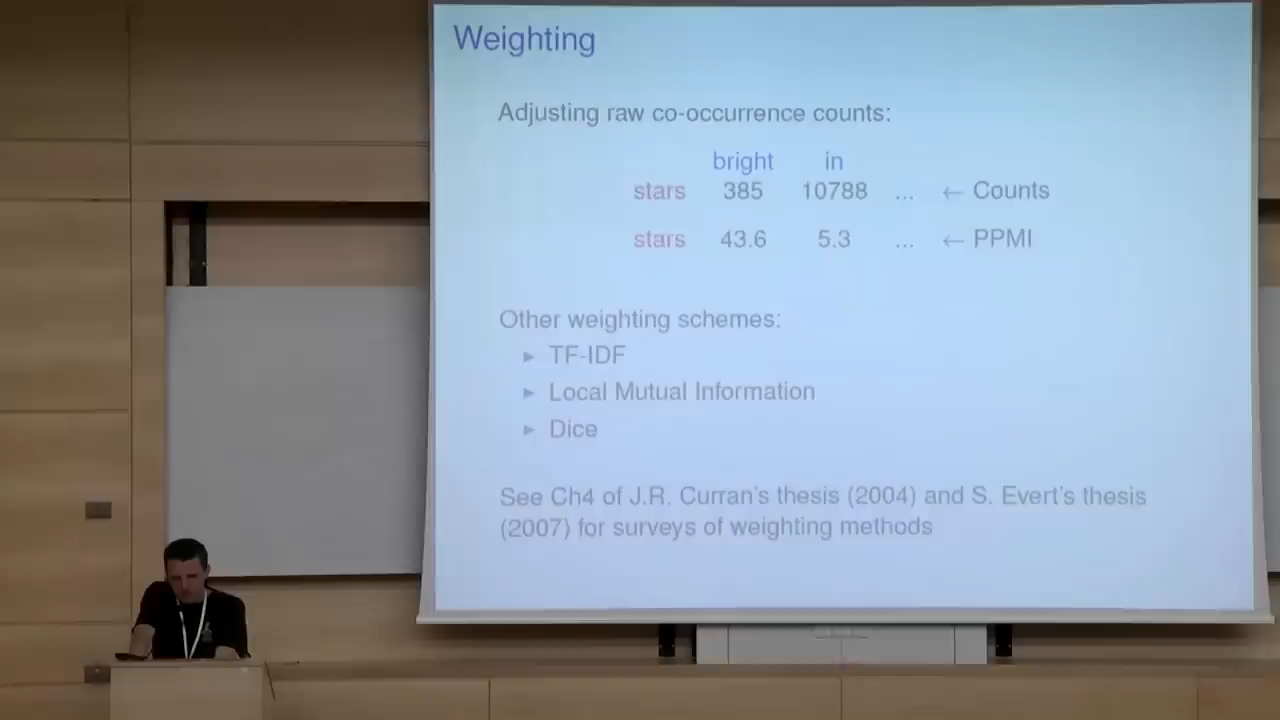 Weighting
Adjusting raw co-occurrence counts:
bright in
stars 385 10788 ... ← Counts
stars 43.6 5.3 ... ← PPMI
Other weighting schemes:
► TF-IDF
► Local Mutual Information
► Dice
See Ch4 of J.R. Curran's thesis (2004) and S. Evert's thesis
(2007) for surveys of weighting methods